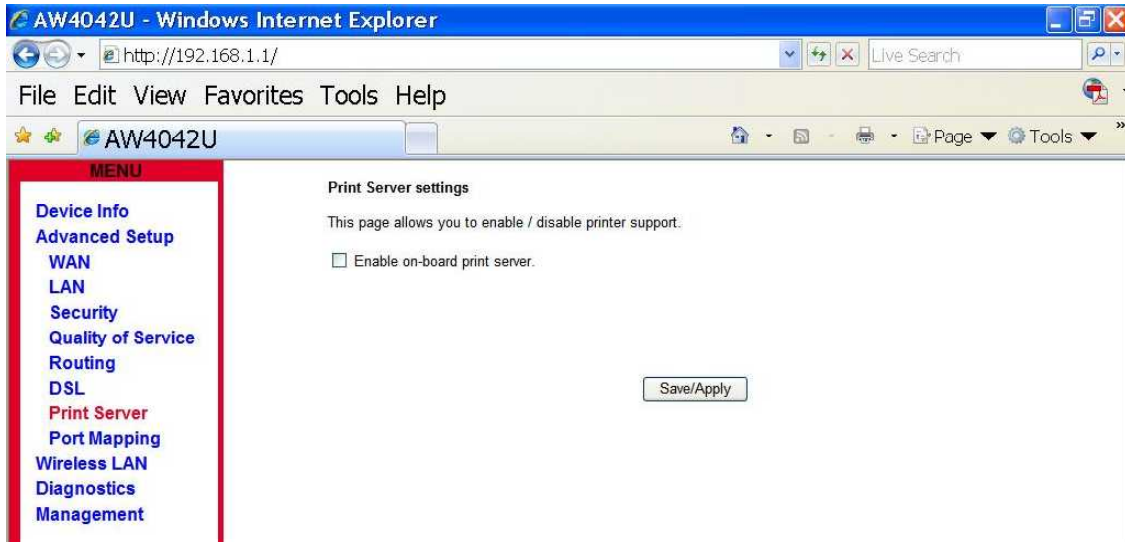 AW4042U - Windows Internet Explorer
http://192.168.1.1/
Live Search
File Edit View Favorites Tools Help
AW4042U
Page Tools »
MENU
Device Info
Advanced Setup
WAN
LAN
Security
Quality of Service
Routing
DSL
Print Server
Port Mapping
Wireless LAN
Diagnostics
Management
Print Server settings
This page allows you to enable / disable printer support.
Enable on-board print server.
Save/Apply